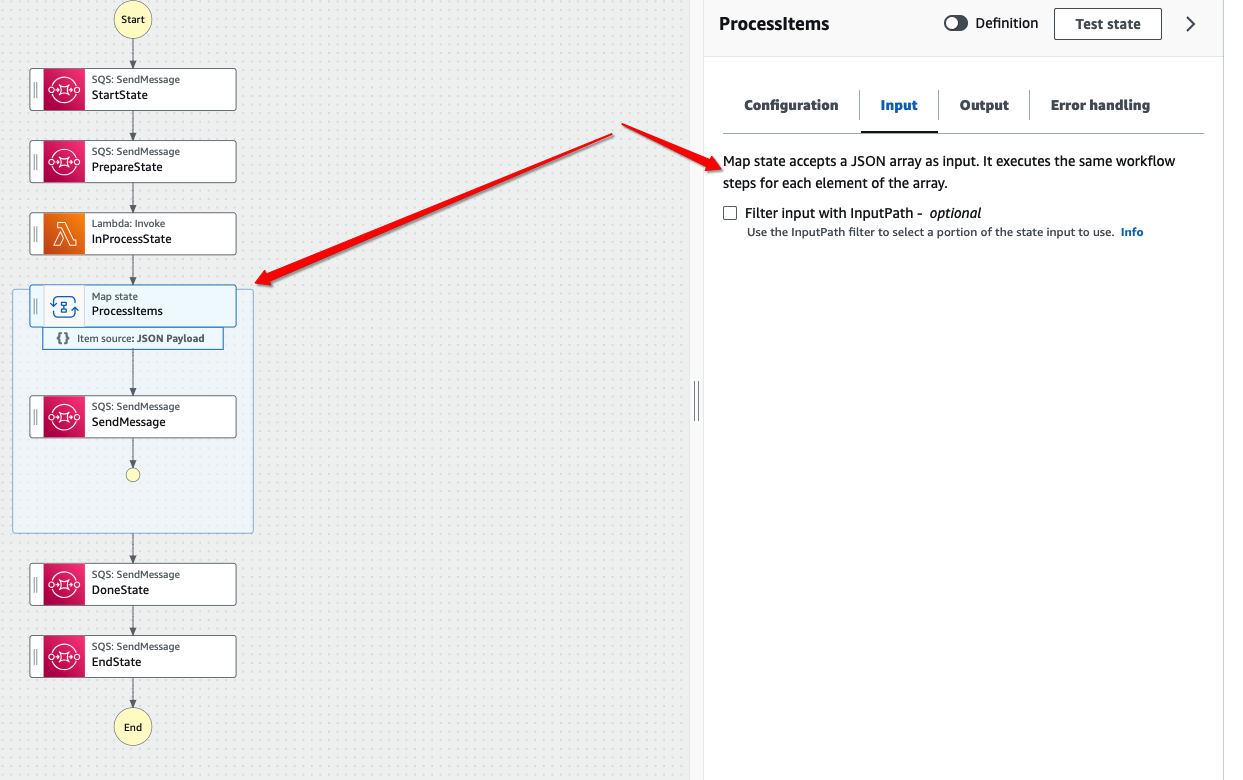 Start
SQS: SendMessage
StartState
SQS: SendMessage
PrepareState
Lambda: Invoke
InProcessState
Map state
ProcessItems
{} Item source: JSON Payload
SQS: SendMessage
SendMessage
SQS: SendMessage
DoneState
SQS: SendMessage
EndState
End
ProcessItems
Definition
Test state
Configuration
Input
Output
Error handling
Map state accepts a JSON array as input. It executes the same workflow
steps for each element of the array.
Filter input with InputPath - optional
Use the InputPath filter to select a portion of the state input to use. Info